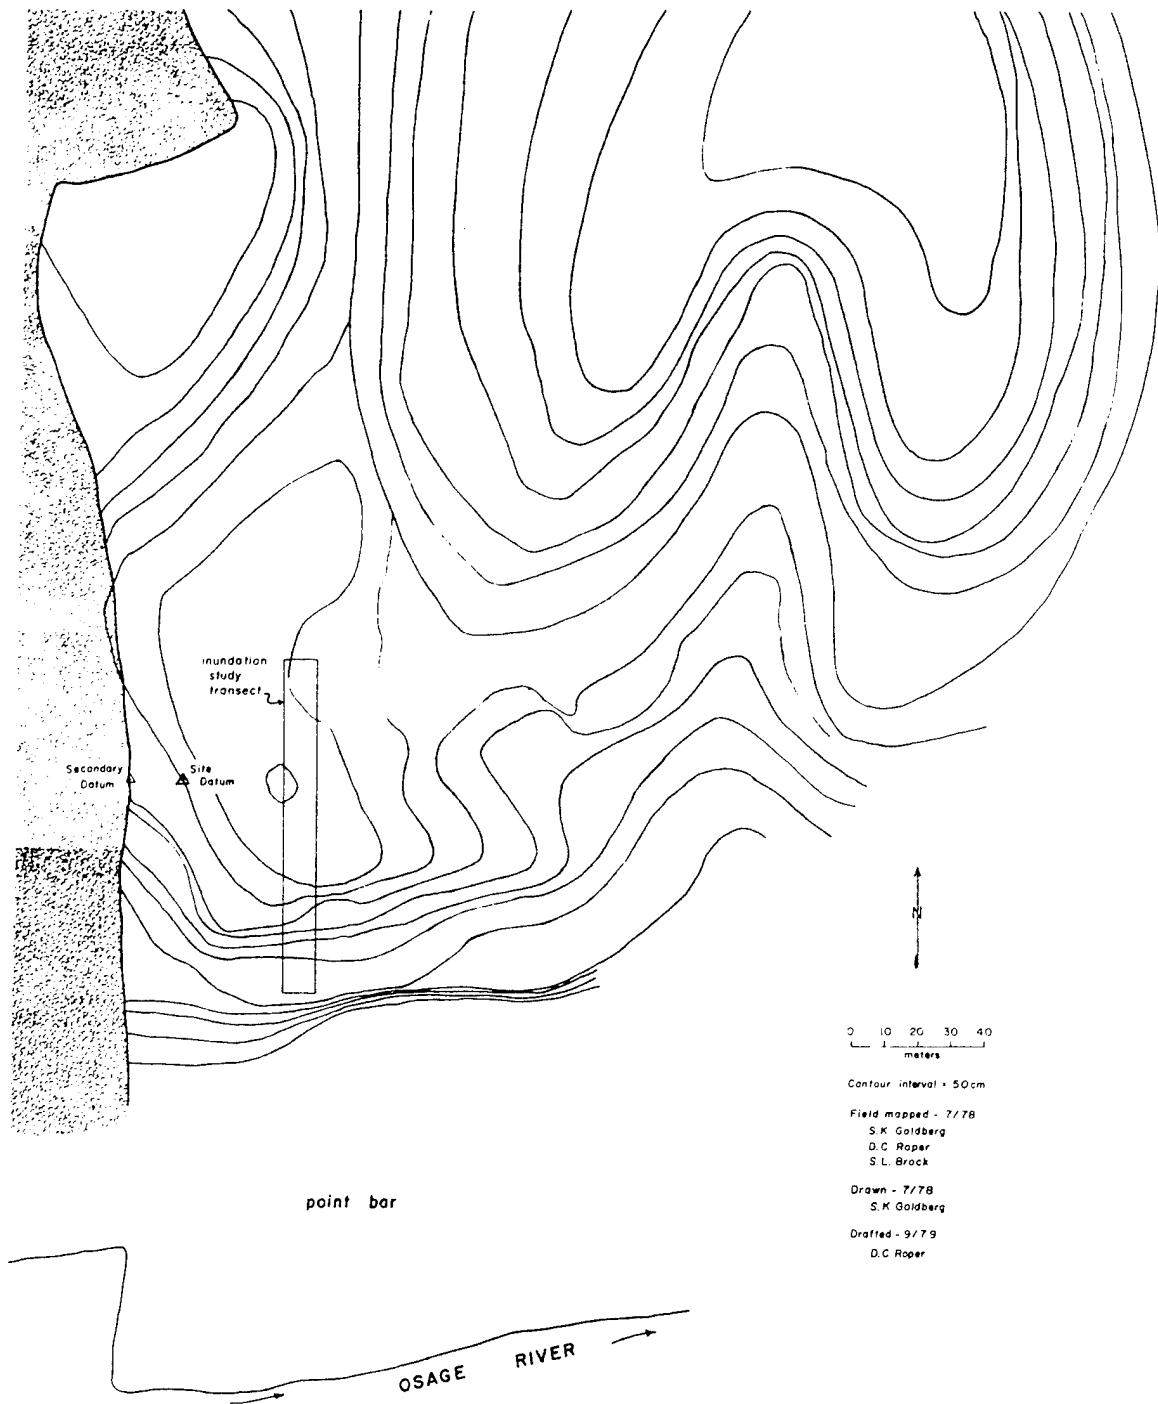 inundation
study
transect
Secondary
Datum
Site
Datum
N
0 10 20 30 40
meters
Contour interval = 50cm
Field mapped - 7/78
S.K Goldberg
D.C Roper
S.L. Brock
Drawn - 7/78
S.K Goldberg
Drafted - 9/79
D.C Roper
point bar
OSAGE RIVER